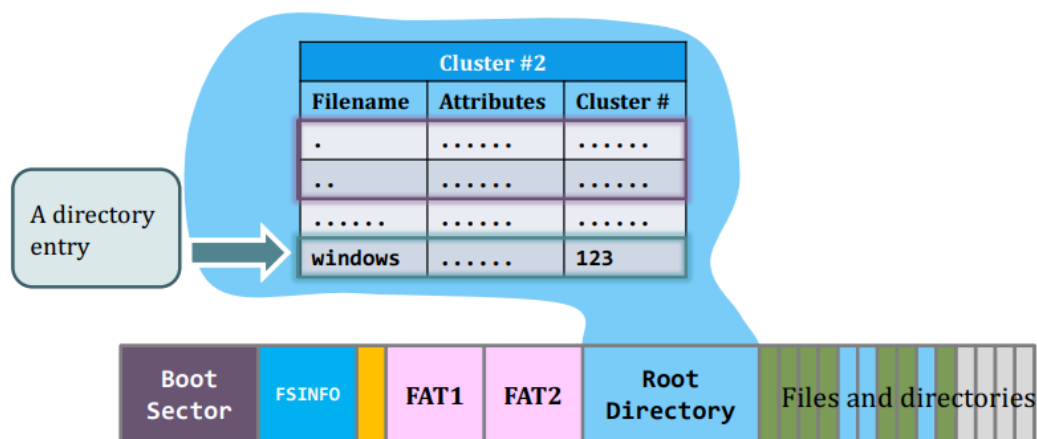 Cluster #2
Filename Attributes Cluster #
. ...... ......
.. ...... ......
...... ...... ......
windows ...... 123
A directory
entry
Boot
Sector
FSINFO
FAT1
FAT2
Root
Directory
Files and directories